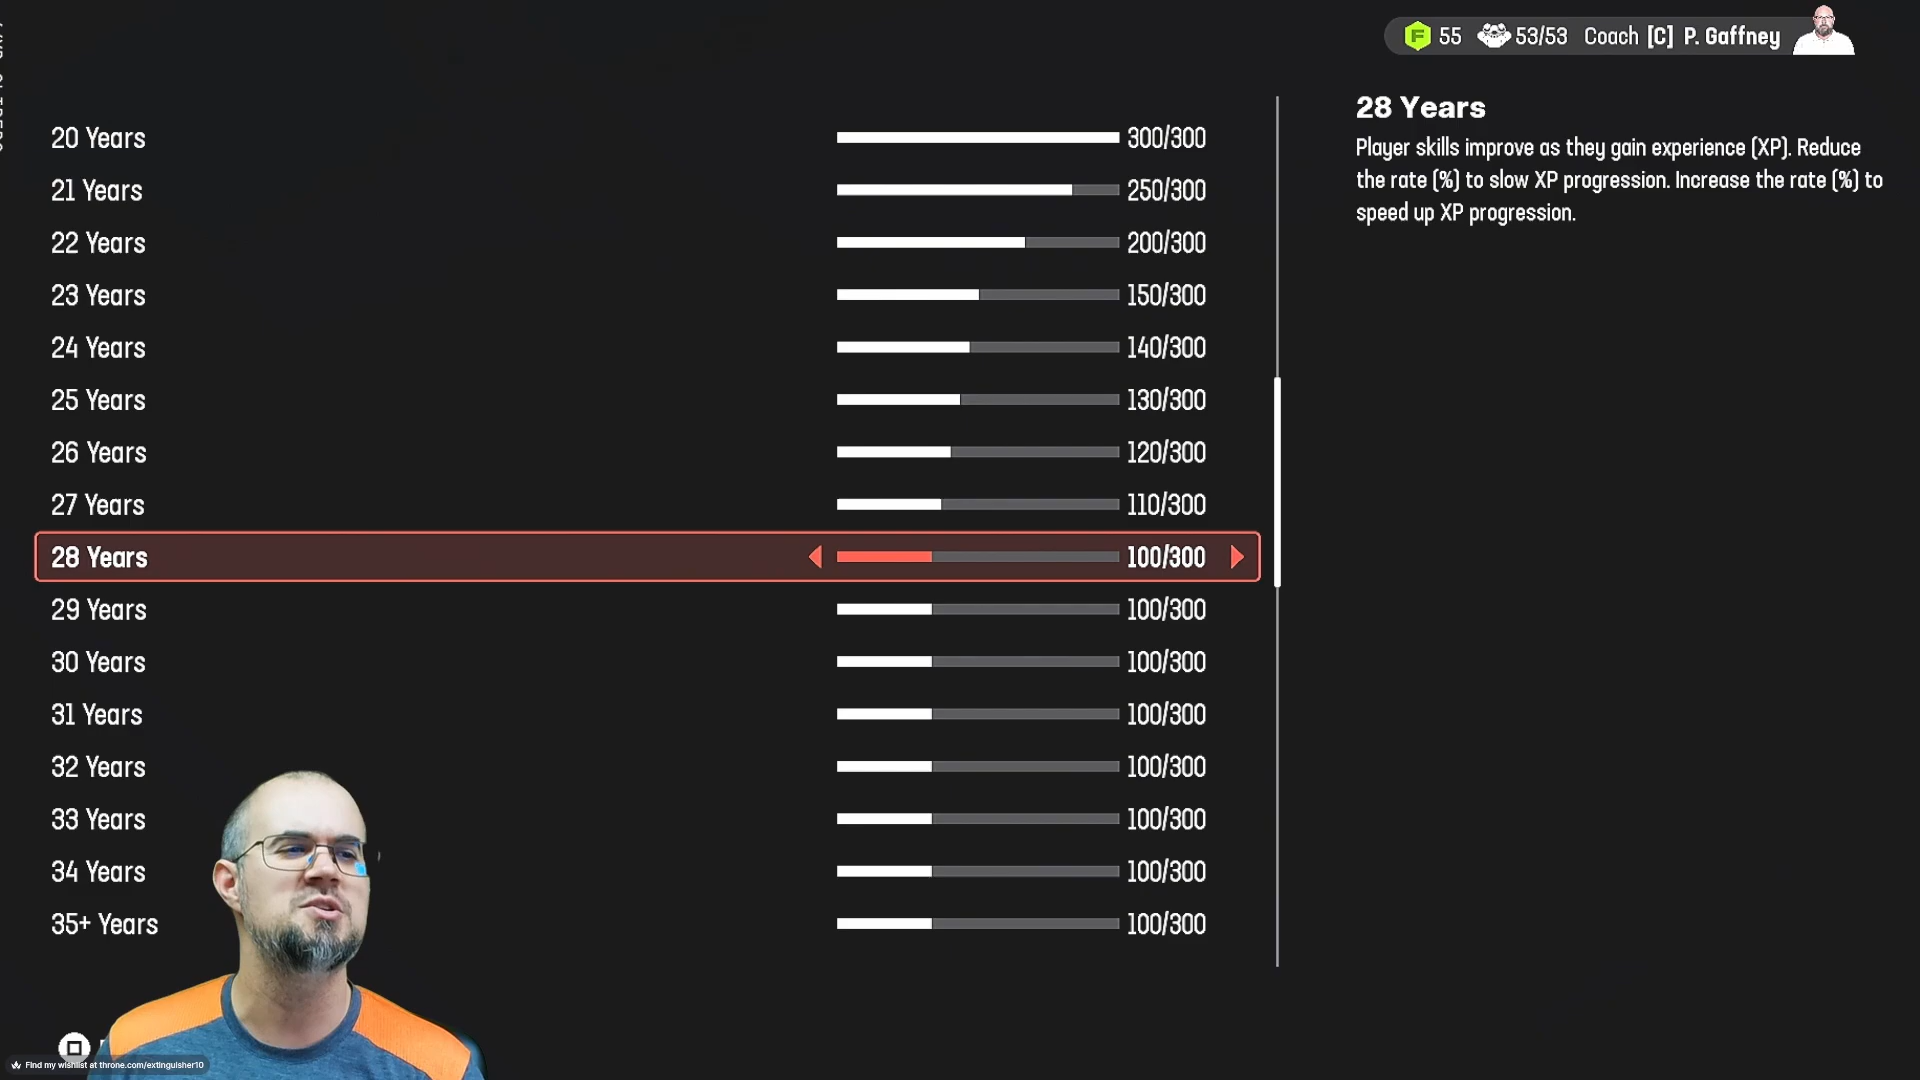 F 55 53/53 Coach [C] P. Gaffney
20 Years 300/300
21 Years 250/300
22 Years 200/300
23 Years 150/300
24 Years 140/300
25 Years 130/300
26 Years 120/300
27 Years 110/300
28 Years 100/300
29 Years 100/300
30 Years 100/300
31 Years 100/300
32 Years 100/300
33 Years 100/300
34 Years 100/300
35+ Years 100/300
28 Years
Player skills improve as they gain experience (XP). Reduce
the rate (%) to slow XP progression. Increase the rate (%) to
speed up XP progression.
Find my wishlist at throne.com/extinguisher10